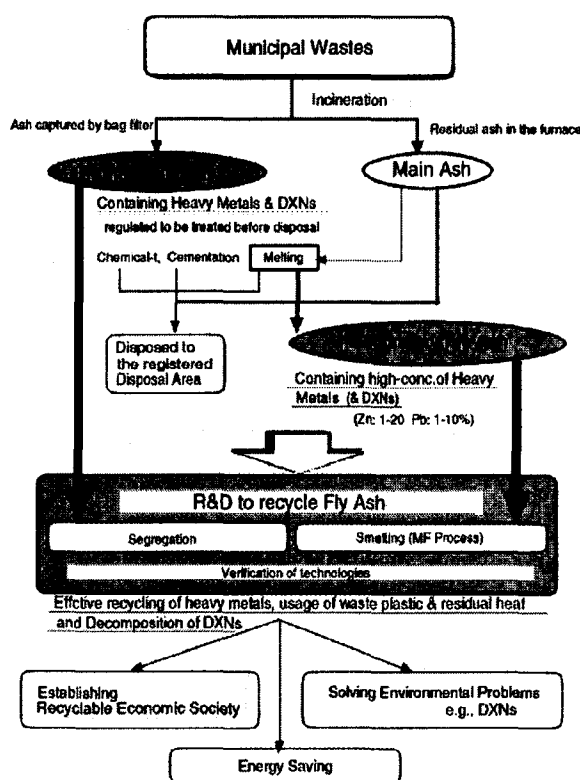 Municipal Wastes
Incineration
Ash captured by bag filter
Residual ash in the furnace
Main Ash
Containing Heavy Metals & DXNs
regulated to be treated before disposal
Chemical-t, Cementation
Melting
Disposed to
the registered
Disposal Area
Containing high-conc.of Heavy
Metals (& DXNs)
(Zn: 1-20 Pb: 1-10%)
R&D to recycle Fly Ash
Segregation
Smelting (MF Process)
Verification of technologies
Effctive recycling of heavy metals, usage of waste plastic & residual heat
and Decomposition of DXNs
Establishing
Recyclable Economic Society
Solving Environmental Problems
e.g., DXNs
Energy Saving